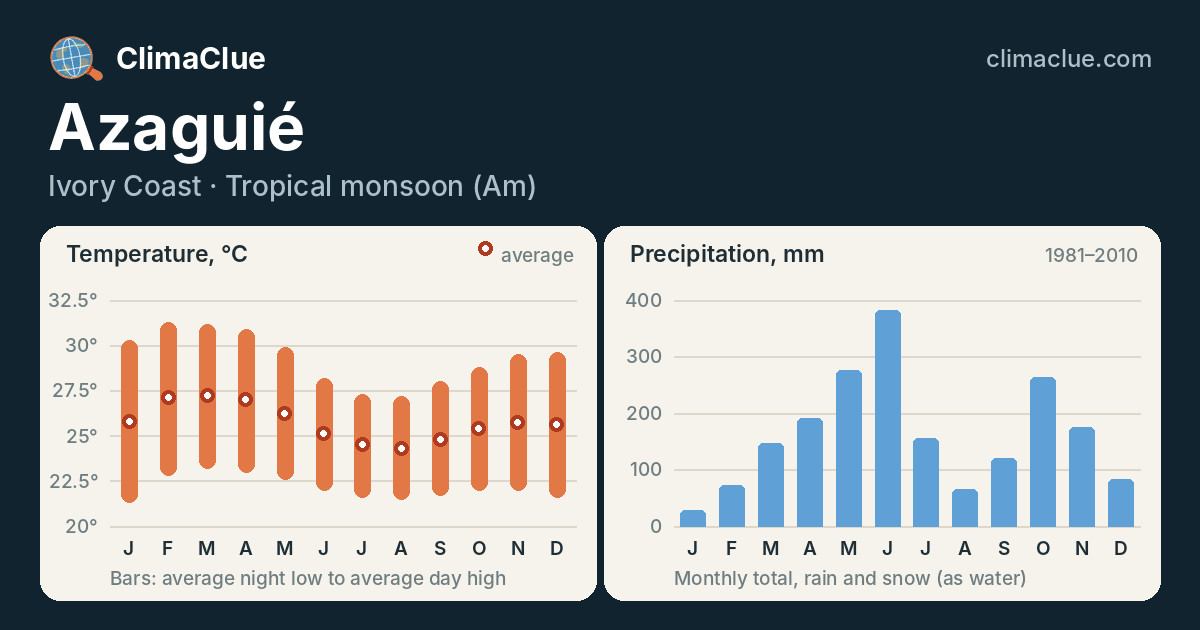 ClimaClue
climaclue.com
Azaguié
Ivory Coast · Tropical monsoon (Am)
Temperature, °C
average
32.5°
30°
27.5°
25°
22.5°
20°
J F M A M J J A S O N D
Bars: average night low to average day high
Precipitation, mm
1981–2010
400
300
200
100
0
J F M A M J J A S O N D
Monthly total, rain and snow (as water)